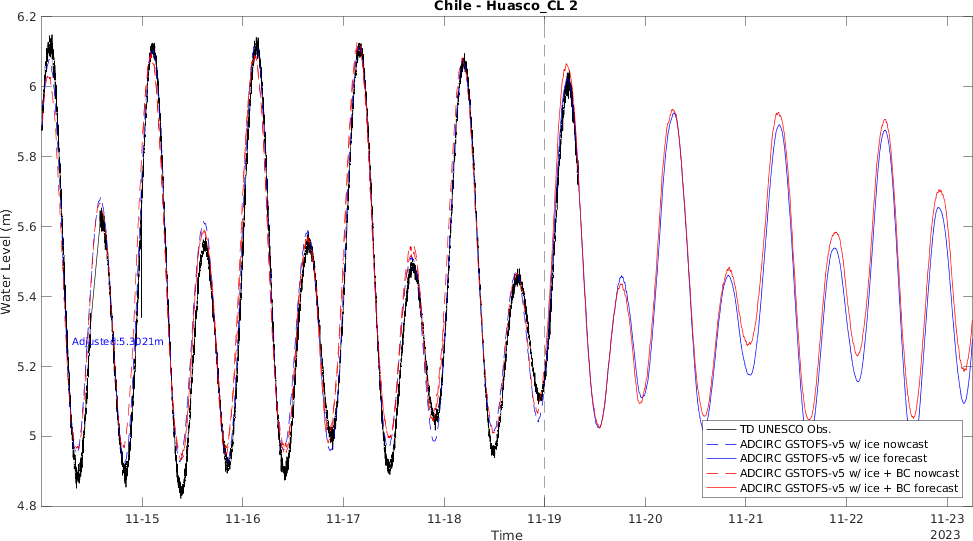 Chile - Huasco_CL 2
6.2
6
5.8
5.6
5.4
5.2
5
4.8
Water Level (m)
Adjusted:5.3021m
TD UNESCO Obs.
ADCIRC GSTOFS-v5 w/ ice nowcast
ADCIRC GSTOFS-v5 w/ ice forecast
ADCIRC GSTOFS-v5 w/ ice + BC nowcast
ADCIRC GSTOFS-v5 w/ ice + BC forecast
11-15 11-16 11-17 11-18 11-19 11-20 11-21 11-22 11-23
Time 2023